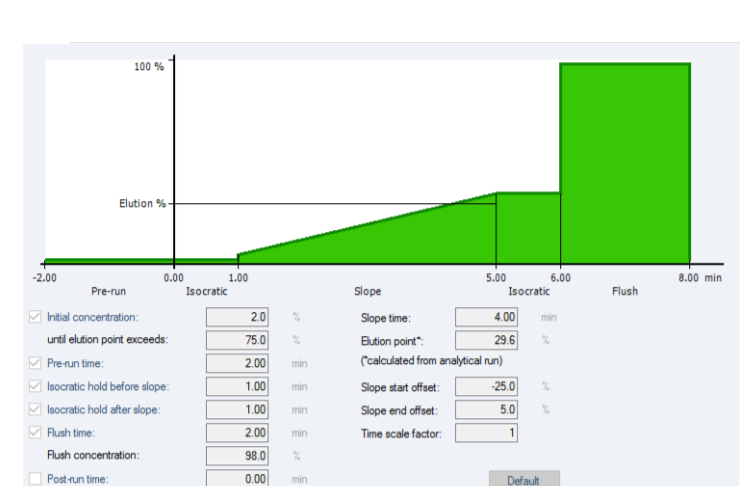 100 %
Elution %
-2.00 0.00 1.00 5.00 6.00 8.00 min
Pre-run Isocratic Slope Isocratic Flush
Initial concentration: 2.0 % Slope time: 4.00 min
until elution point exceeds: 75.0 % Elution point*: 29.6 %
Pre-run time: 2.00 min (*calculated from analytical run)
Isocratic hold before slope: 1.00 min Slope start offset: -25.0 %
Isocratic hold after slope: 1.00 min Slope end offset: 5.0 %
Flush time: 2.00 min Time scale factor: 1
Flush concentration: 98.0 %
Post-run time: 0.00 min Default